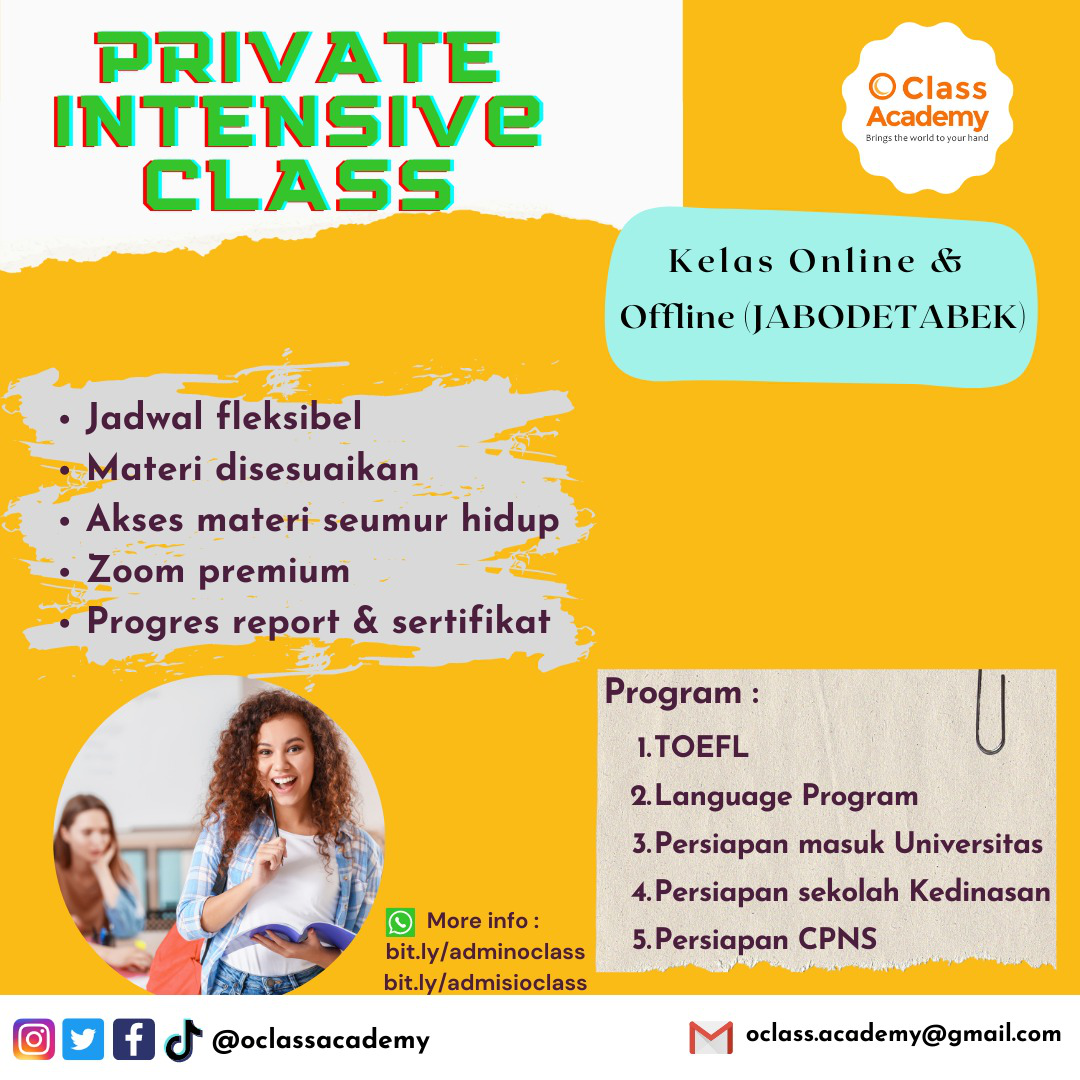 PRIVATE
INTENSIVE
CLASS
O Class
Academy
Brings the world to your hand
Kelas Online &
Offline (JABODETABEK)
• Jadwal fleksibel
• Materi disesuaikan
• Akses materi seumur hidup
• Zoom premium
• Progres report & sertifikat
Program :
1. TOEFL
2. Language Program
3. Persiapan masuk Universitas
4. Persiapan sekolah Kedinasan
5. Persiapan CPNS
More info :
bit.ly/adminoclass
bit.ly/admisioclass
@oclassacademy
oclass.academy@gmail.com